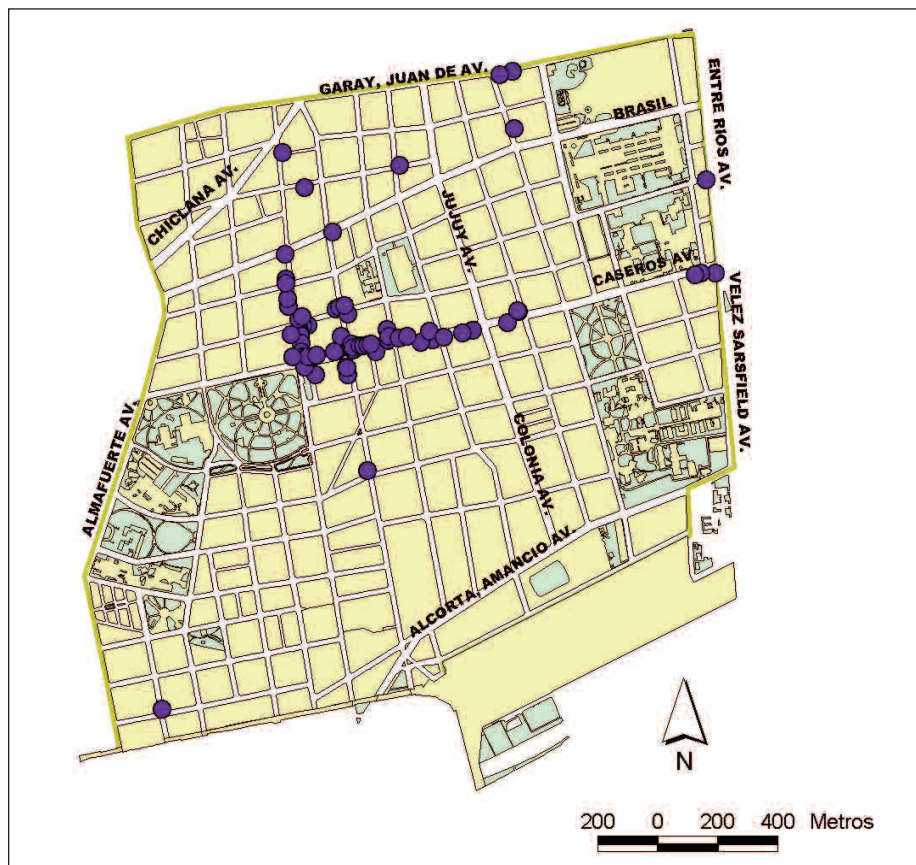 GARAY, JUAN DE AV.
ENTRE RIOS AV.
BRASIL
CHICLANA AV.
JUJUY AV.
CASEROS AV.
VELEZ SARSFIELD AV.
ALMAFUERTE AV.
COLONIA AV.
ALCORTA, AMANCIO AV.
N
200 0 200 400 Metros